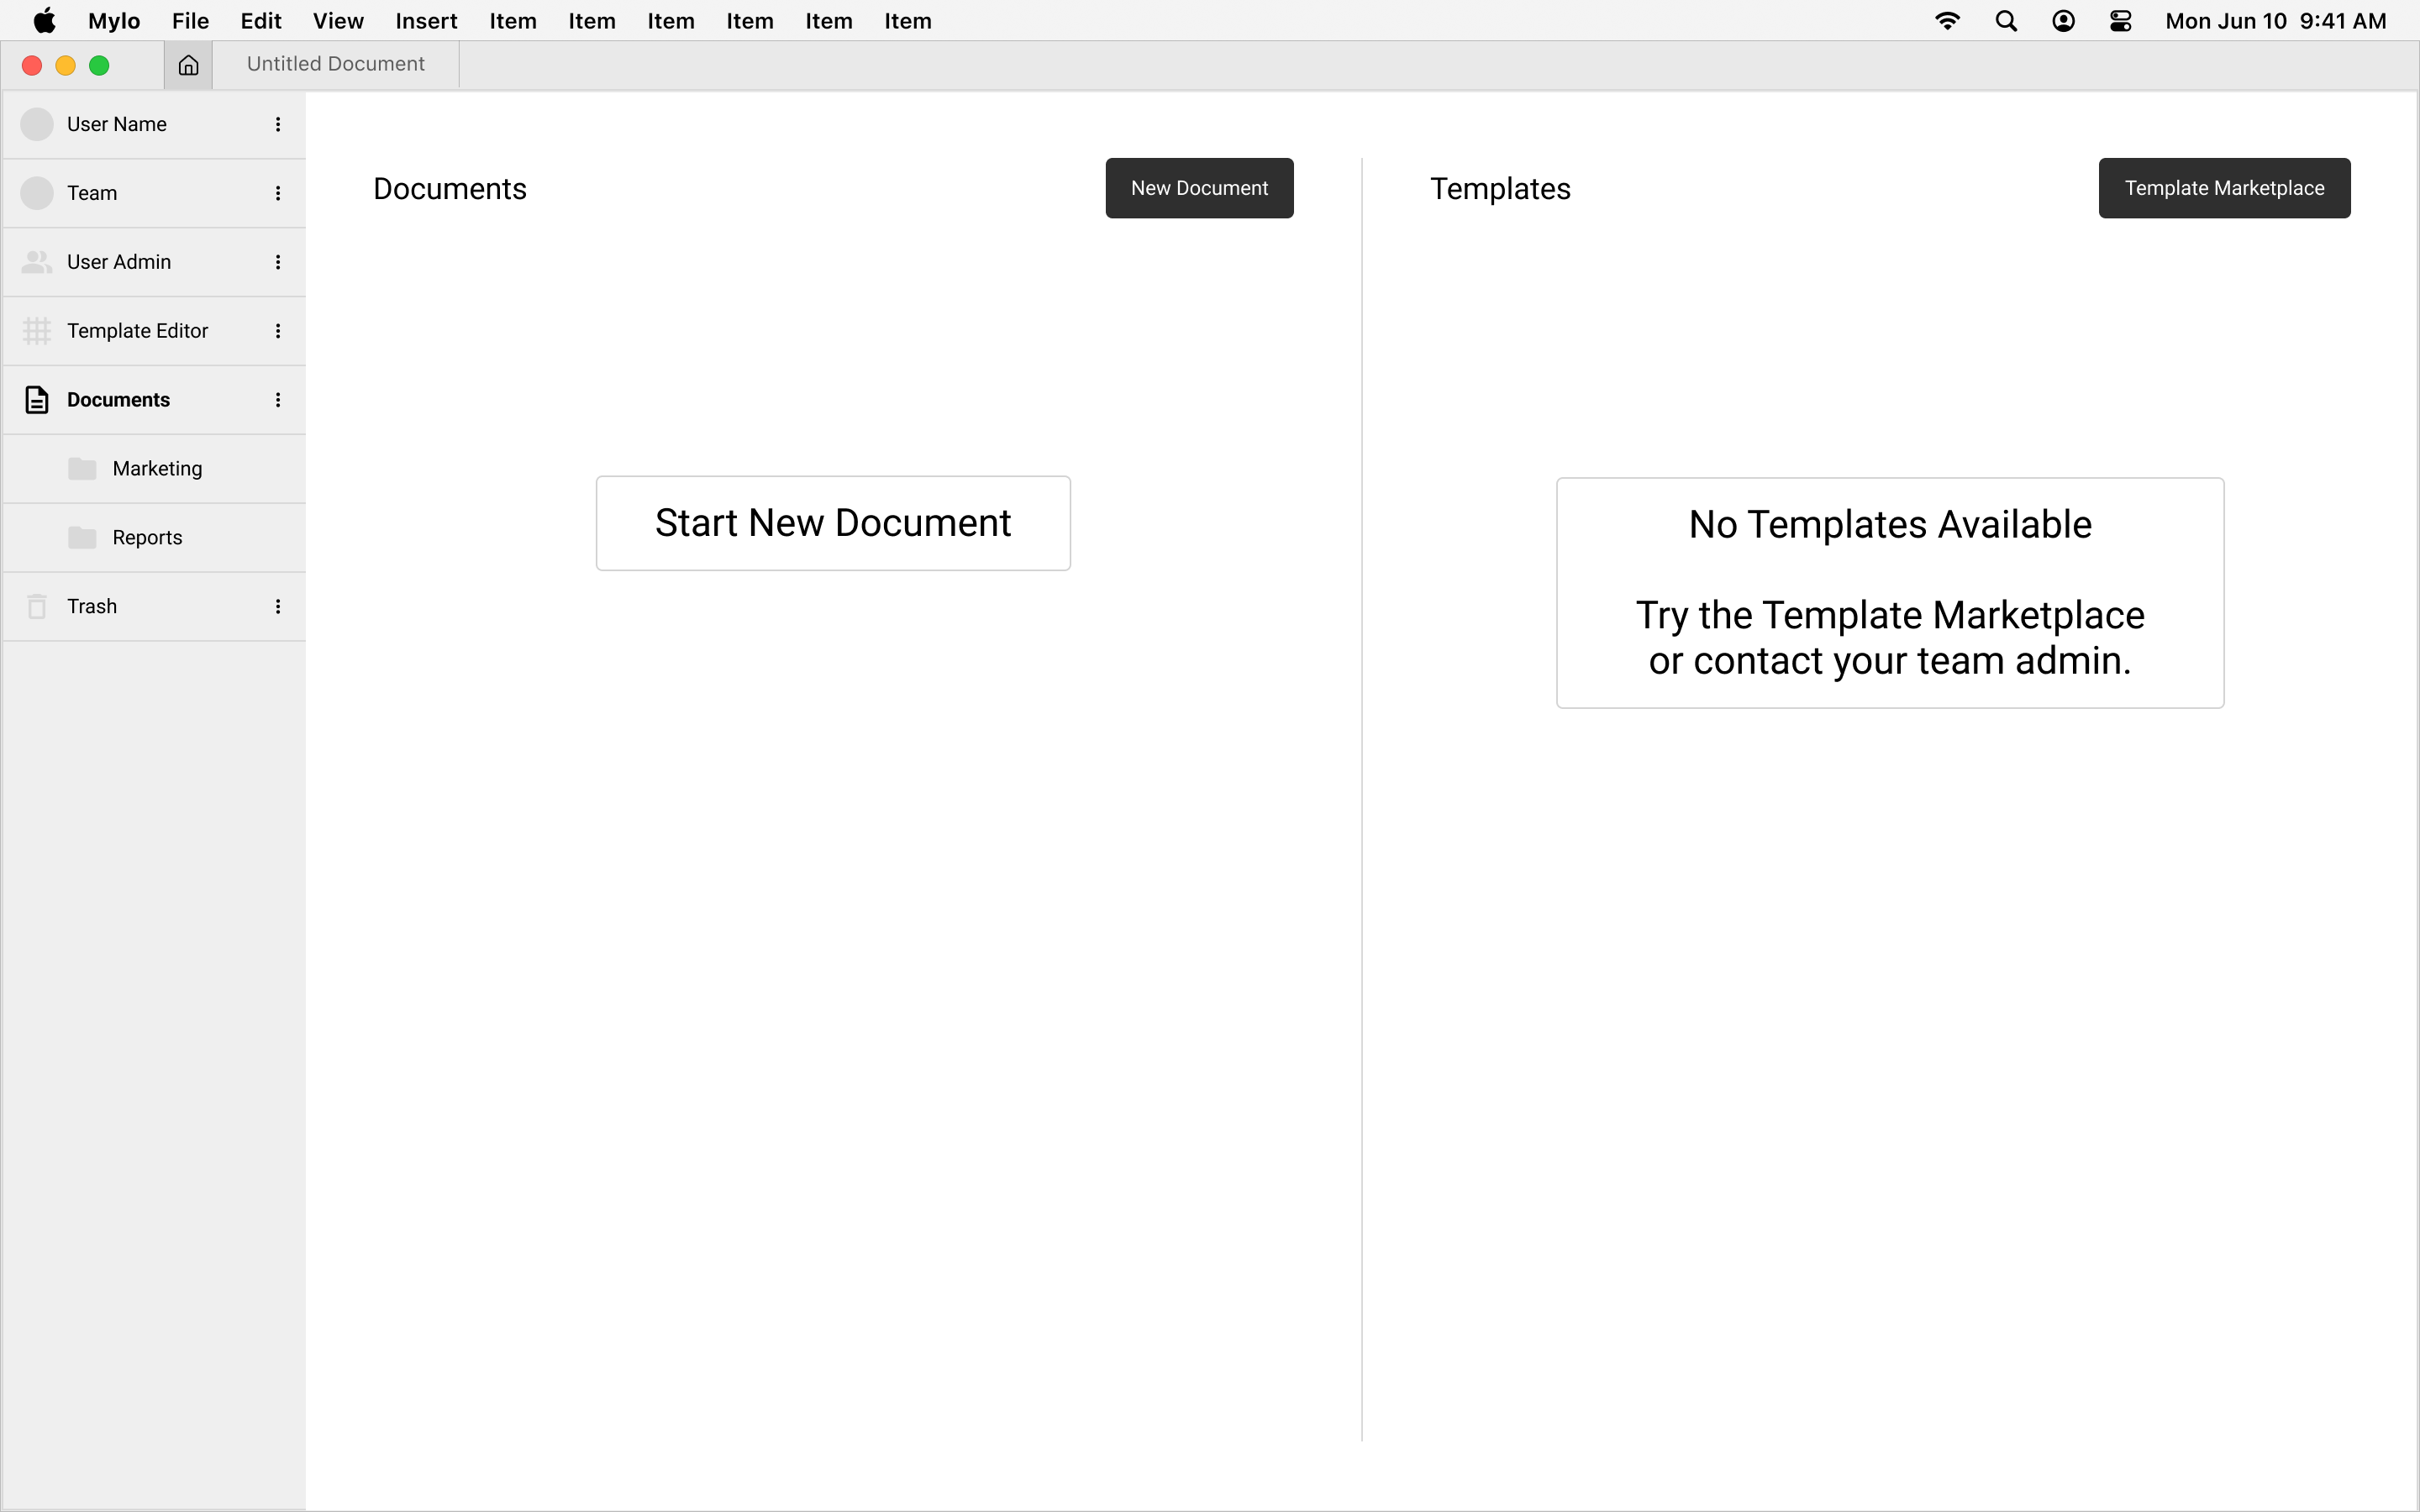 Mylo File Edit View Insert Item Item Item Item Item Item Mon Jun 10 9:41 AM
Untitled Document
User Name
Team
User Admin
Template Editor
Documents
Marketing
Reports
Trash
Documents
New Document
Start New Document
Templates
Template Marketplace
No Templates Available
Try the Template Marketplace
or contact your team admin.